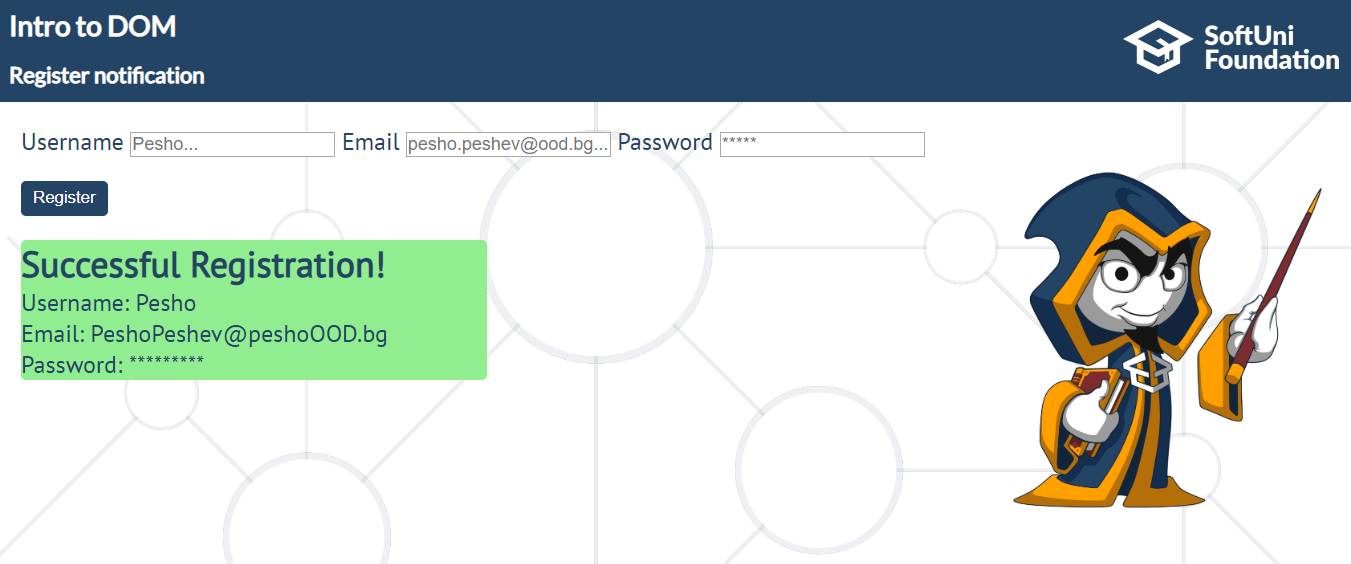 Intro to DOM
Register notification
SoftUni
Foundation
Username Pesho... Email pesho.peshev@ood.bg... Password *****
Register
Successful Registration!
Username: Pesho
Email: PeshoPeshev@peshoOOD.bg
Password: *********